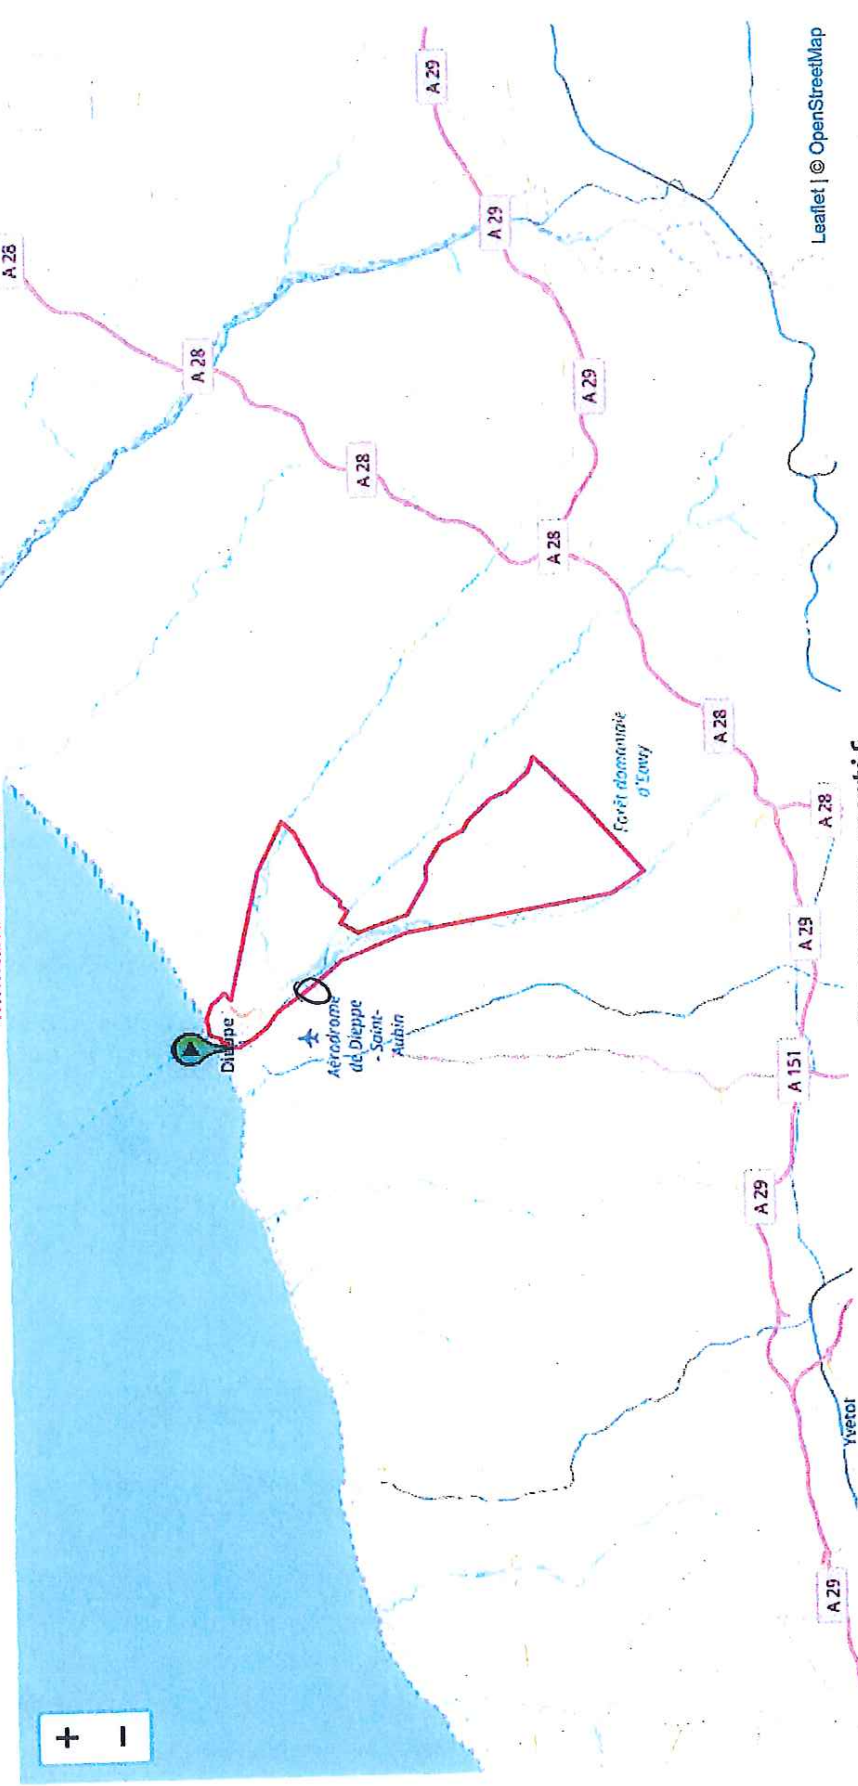 +
−
A 28
A 29
A 28
A 29
A 28
A 29
A 28
Dieppe
Aérodrome
de Dieppe
- Saint-
Aubin
Forêt domaniale
d'Eawy
A 28
A 28
A 29
A 151
A 29
A 29
Yvetot
Leaflet | © OpenStreetMap